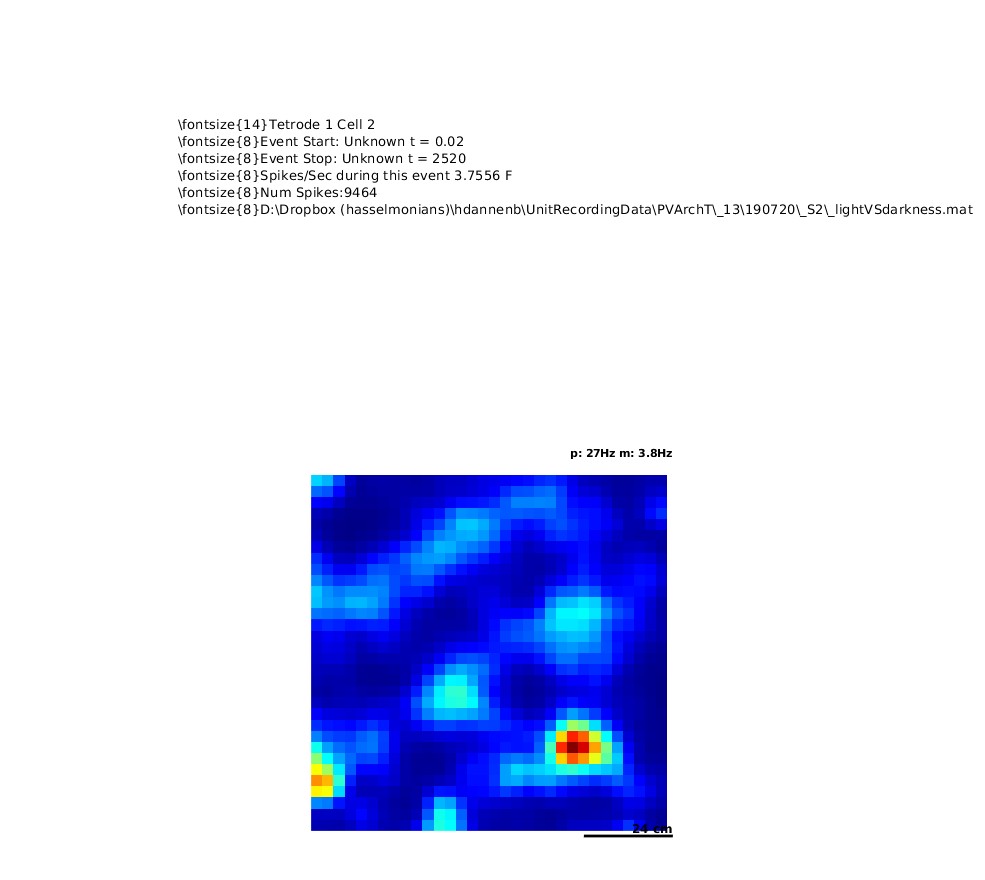 \fontsize{14}Tetrode 1 Cell 2
\fontsize{8}Event Start: Unknown t = 0.02
\fontsize{8}Event Stop: Unknown t = 2520
\fontsize{8}Spikes/Sec during this event 3.7556 F
\fontsize{8}Num Spikes:9464
\fontsize{8}D:\Dropbox (hasselmonians)\hdannenb\UnitRecordingData\PVArchT\_13\190720\_S2\_lightVSdarkness.mat
p: 27Hz m: 3.8Hz
24 cm